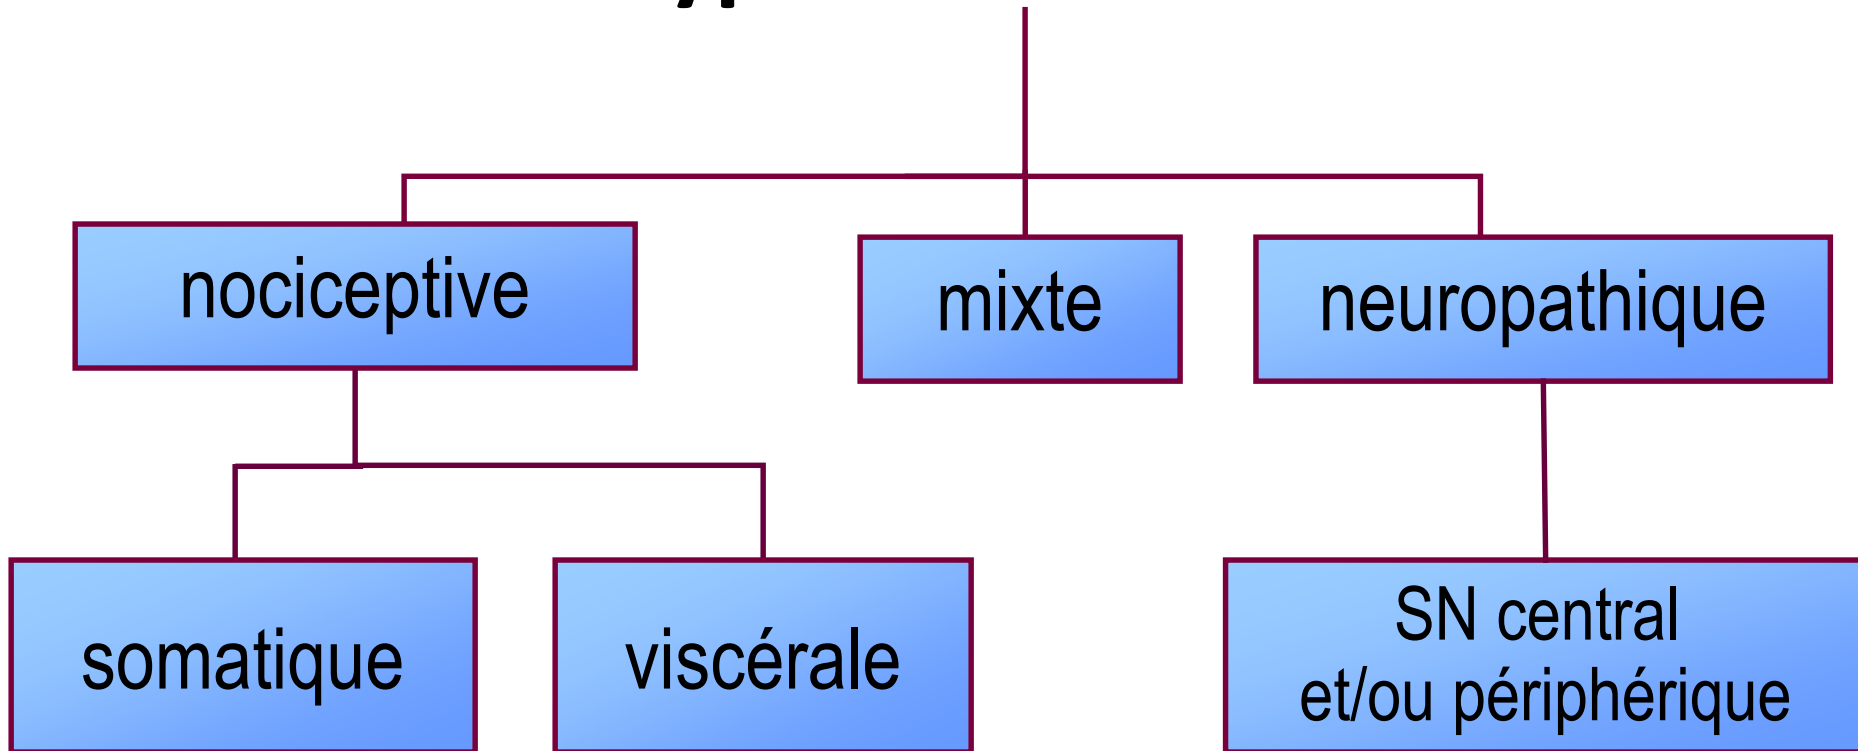 nociceptive
mixte
neuropathique
somatique
viscérale
SN central
et/ou périphérique